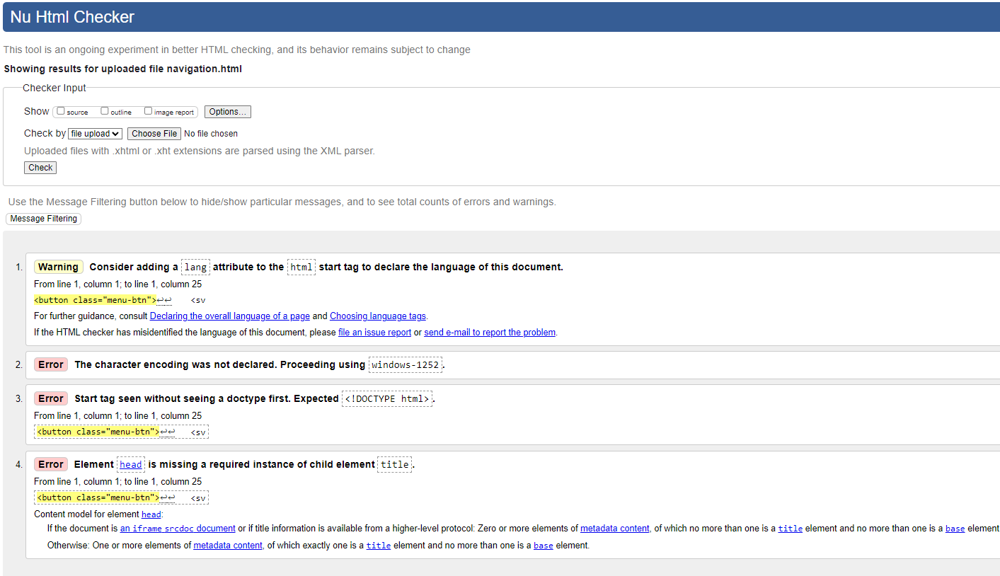 Nu Html Checker
This tool is an ongoing experiment in better HTML checking, and its behavior remains subject to change
Showing results for uploaded file navigation.html
Checker Input
Show source outline image report Options...
Check by file upload Choose File No file chosen
Uploaded files with .xhtml or .xht extensions are parsed using the XML parser.
Check
Use the Message Filtering button below to hide/show particular messages, and to see total counts of errors and warnings.
Message Filtering
1. Warning Consider adding a lang attribute to the html start tag to declare the language of this document.
From line 1, column 1; to line 1, column 25
<button class="menu-btn">↩↩ <sv
For further guidance, consult Declaring the overall language of a page and Choosing language tags.
If the HTML checker has misidentified the language of this document, please file an issue report or send e-mail to report the problem.
2. Error The character encoding was not declared. Proceeding using windows-1252.
3. Error Start tag seen without seeing a doctype first. Expected <!DOCTYPE html>.
From line 1, column 1; to line 1, column 25
<button class="menu-btn">↩↩ <sv
4. Error Element head is missing a required instance of child element title.
From line 1, column 1; to line 1, column 25
<button class="menu-btn">↩↩ <sv
Content model for element head:
If the document is an iframe srcdoc document or if title information is available from a higher-level protocol: Zero or more elements of metadata content, of which no more than one is a title element and no more than one is a base element
Otherwise: One or more elements of metadata content, of which exactly one is a title element and no more than one is a base element.